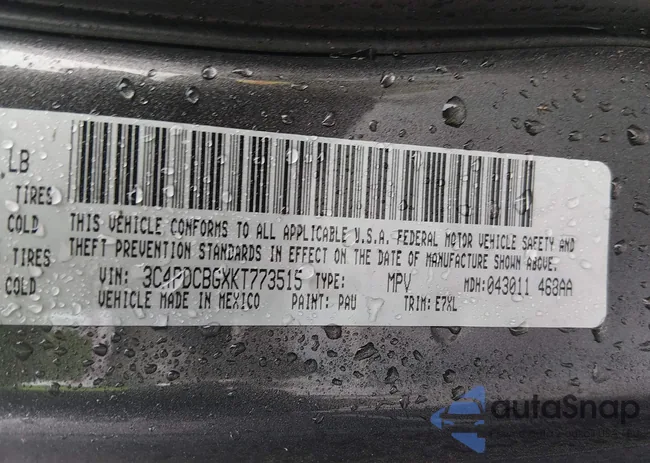 LB
TIRES
COLD
TIRES
COLD
THIS VEHICLE CONFORMS TO ALL APPLICABLE U.S.A. FEDERAL MOTOR VEHICLE SAFETY AND
THEFT PREVENTION STANDARDS IN EFFECT ON THE DATE OF MANUFACTURE SHOWN ABOVE.
VIN: 3C4PDCBGXKT773515 TYPE: MPV MDH: 043011 468AA
VEHICLE MADE IN MEXICO PAINT: PAU TRIM: E7XL
autaSnap